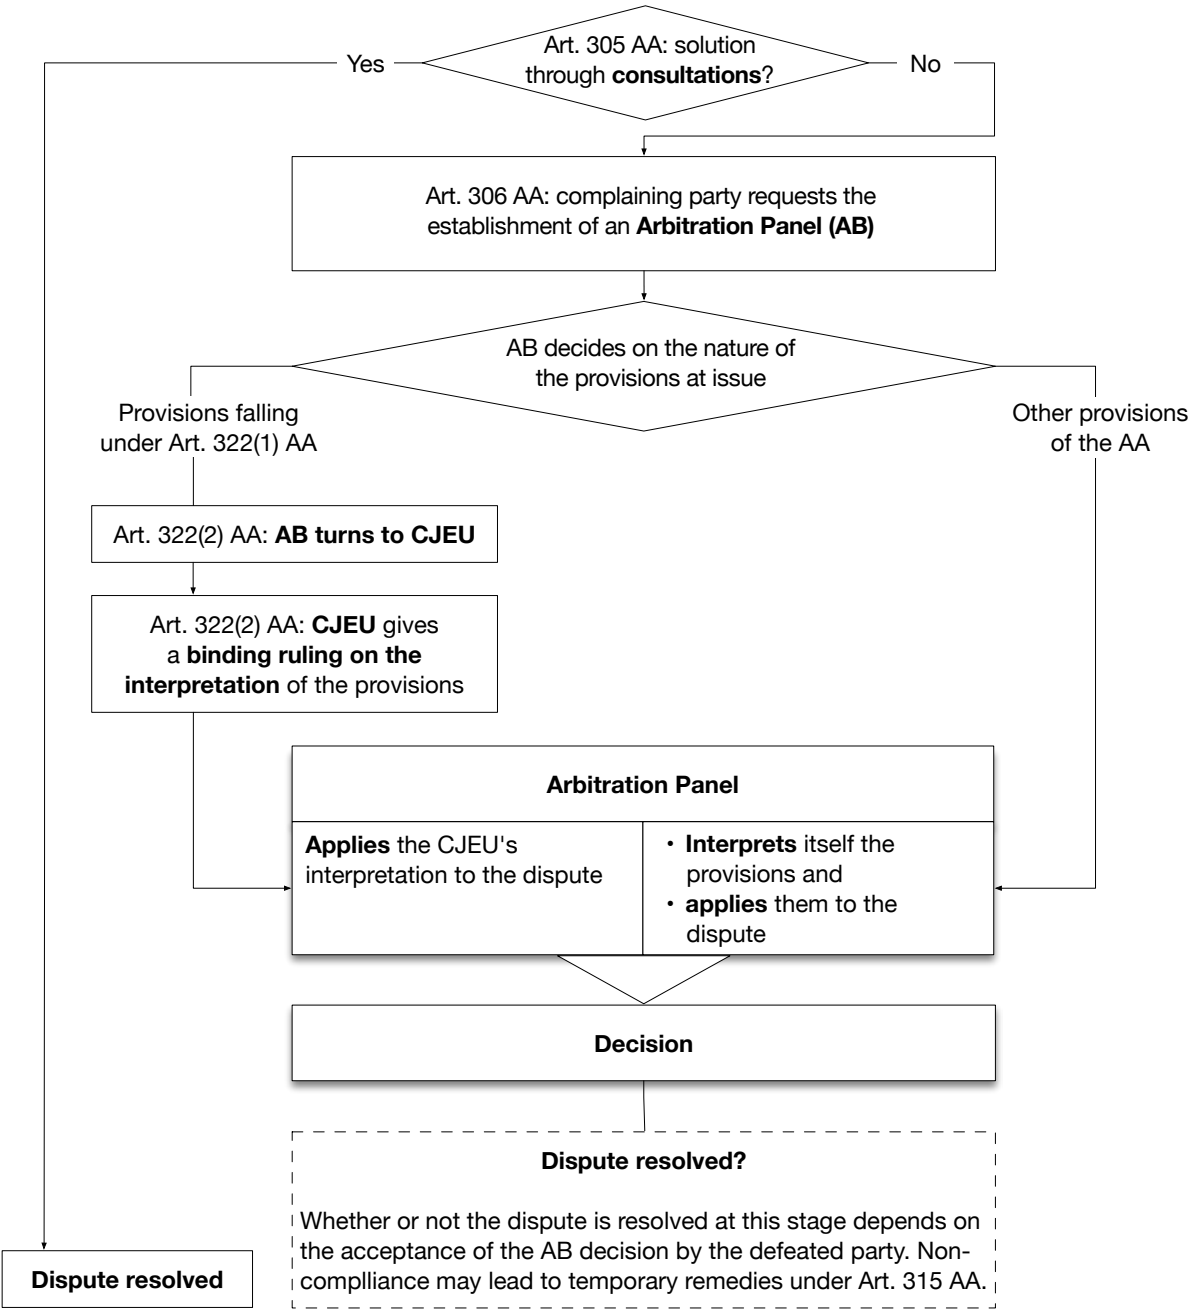 Art. 305 AA: solution
through consultations?
Yes
No
Art. 306 AA: complaining party requests the
establishment of an Arbitration Panel (AB)
AB decides on the nature of
the provisions at issue
Provisions falling
under Art. 322(1) AA
Other provisions
of the AA
Art. 322(2) AA: AB turns to CJEU
Art. 322(2) AA: CJEU gives
a binding ruling on the
interpretation of the provisions
Arbitration Panel
Applies the CJEU's
interpretation to the dispute
• Interprets itself the
provisions and
• applies them to the
dispute
Decision
Dispute resolved?
Whether or not the dispute is resolved at this stage depends on
the acceptance of the AB decision by the defeated party. Non-
complliance may lead to temporary remedies under Art. 315 AA.
Dispute resolved